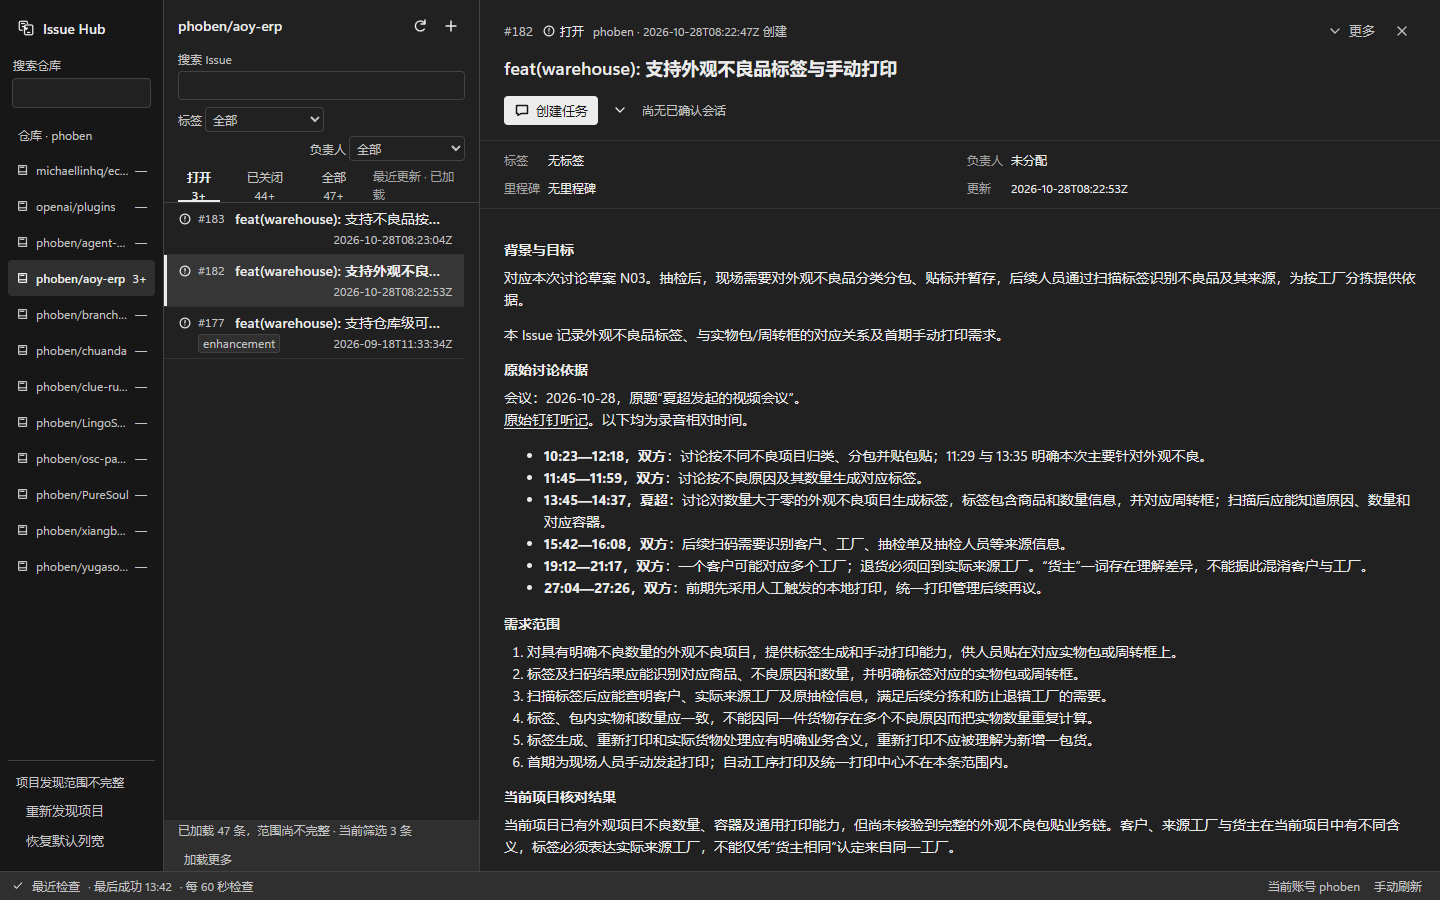 Issue Hub
搜索仓库
仓库 · phoben
michaellinhq/ec... —
openai/plugins —
phoben/agent-... —
phoben/aoy-erp 3+
phoben/branch... —
phoben/chuanda —
phoben/clue-ru... —
phoben/LingoS... —
phoben/osc-pa... —
phoben/PureSoul —
phoben/xiangb... —
phoben/yugaso... —
项目发现范围不完整
重新发现项目
恢复默认列宽
phoben/aoy-erp
搜索 Issue
标签 全部
负责人 全部
打开 3+
已关闭 44+
全部 47+
最近更新 · 已加载
#183 feat(warehouse): 支持不良品按...
2026-10-28T08:23:04Z
#182 feat(warehouse): 支持外观不良...
2026-10-28T08:22:53Z
#177 feat(warehouse): 支持仓库级可...
enhancement 2026-09-18T11:33:34Z
已加载 47 条，范围尚不完整 · 当前筛选 3 条
加载更多
#182 打开 phoben · 2026-10-28T08:22:47Z 创建
更多
feat(warehouse): 支持外观不良品标签与手动打印
创建任务 尚无已确认会话
标签 无标签
负责人 未分配
里程碑 无里程碑
更新 2026-10-28T08:22:53Z
背景与目标
对应本次讨论草案 N03。抽检后，现场需要对外观不良品分类分包、贴标并暂存，后续人员通过扫描标签识别不良品及其来源，为按工厂分拣提供依
据。
本 Issue 记录外观不良品标签、与实物包/周转框的对应关系及首期手动打印需求。
原始讨论依据
会议：2026-10-28，原题“夏超发起的视频会议”。
原始钉钉听记。以下均为录音相对时间。
• 10:23—12:18，双方：讨论按不同不良项目归类、分包并贴包贴；11:29 与 13:35 明确本次主要针对外观不良。
• 11:45—11:59，双方：讨论按不良原因及其数量生成对应标签。
• 13:45—14:37，夏超：讨论对数量大于零的外观不良项目生成标签，标签包含商品和数量信息，并对应周转框；扫描后应能知道原因、数量和
对应容器。
• 15:42—16:08，双方：后续扫码需要识别客户、工厂、抽检单及抽检人员等来源信息。
• 19:12—21:17，双方：一个客户可能对应多个工厂；退货必须回到实际来源工厂。“货主”一词存在理解差异，不能据此混淆客户与工厂。
• 27:04—27:26，双方：前期先采用人工触发的本地打印，统一打印管理后续再议。
需求范围
1. 对具有明确不良数量的外观不良项目，提供标签生成和手动打印能力，供人员贴在对应实物包或周转框上。
2. 标签及扫码结果应能识别对应商品、不良原因和数量，并明确标签对应的实物包或周转框。
3. 扫描标签后应能查明客户、实际来源工厂及原抽检信息，满足后续分拣和防止退错工厂的需要。
4. 标签、包内实物和数量应一致，不能因同一件货物存在多个不良原因而把实物数量重复计算。
5. 标签生成、重新打印和实际货物处理应有明确业务含义，重新打印不应被理解为新增一包货。
6. 首期为现场人员手动发起打印；自动工序打印及统一打印中心不在本条范围内。
当前项目核对结果
当前项目已有外观项目不良数量、容器及通用打印能力，但尚未核验到完整的外观不良包贴业务链。客户、来源工厂与货主在当前项目中有不同含
义，标签必须表达实际来源工厂，不能仅凭“货主相同”认定来自同一工厂。
最近检查 · 最后成功 13:42 · 每 60 秒检查
当前账号 phoben 手动刷新